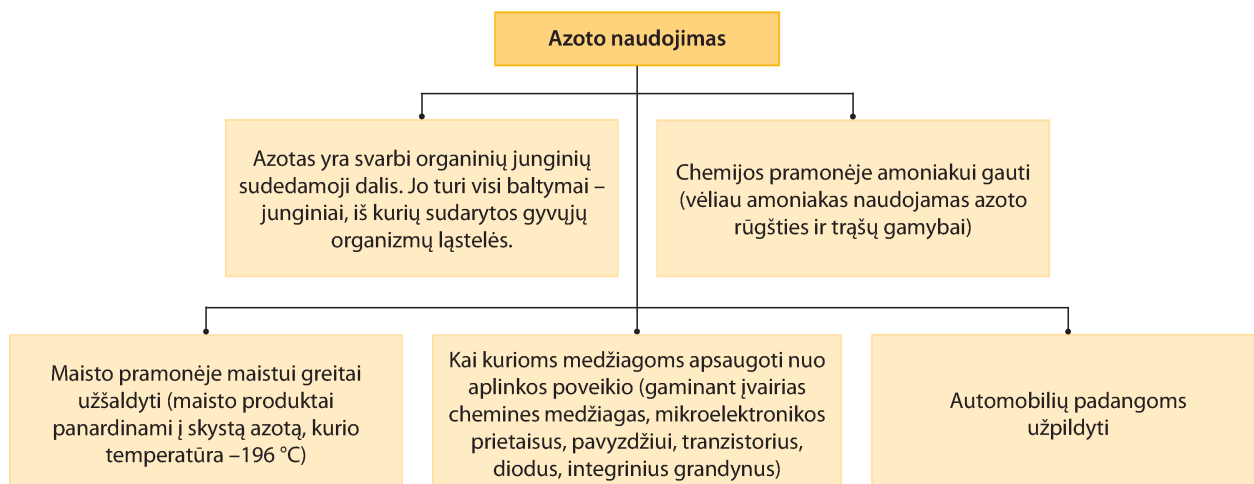 Azoto naudojimas
Azotas yra svarbi organinių junginių
sudedamoji dalis. Jo turi visi baltymai –
junginiai, iš kurių sudarytos gyvųjų
organizmų ląstelės.
Chemijos pramonėje amoniakui gauti
(vėliau amoniakas naudojamas azoto
rūgšties ir trąšų gamybai)
Maisto pramonėje maistui greitai
užšaldyti (maisto produktai
panardinami į skystą azotą, kurio
temperatūra –196 °C)
Kai kurioms medžiagoms apsaugoti nuo
aplinkos poveikio (gaminant įvairias
chemines medžiagas, mikroelektronikos
prietaisus, pavyzdžiui, tranzistorius,
diodus, integrinius grandynus)
Automobilių padangoms
užpildyti